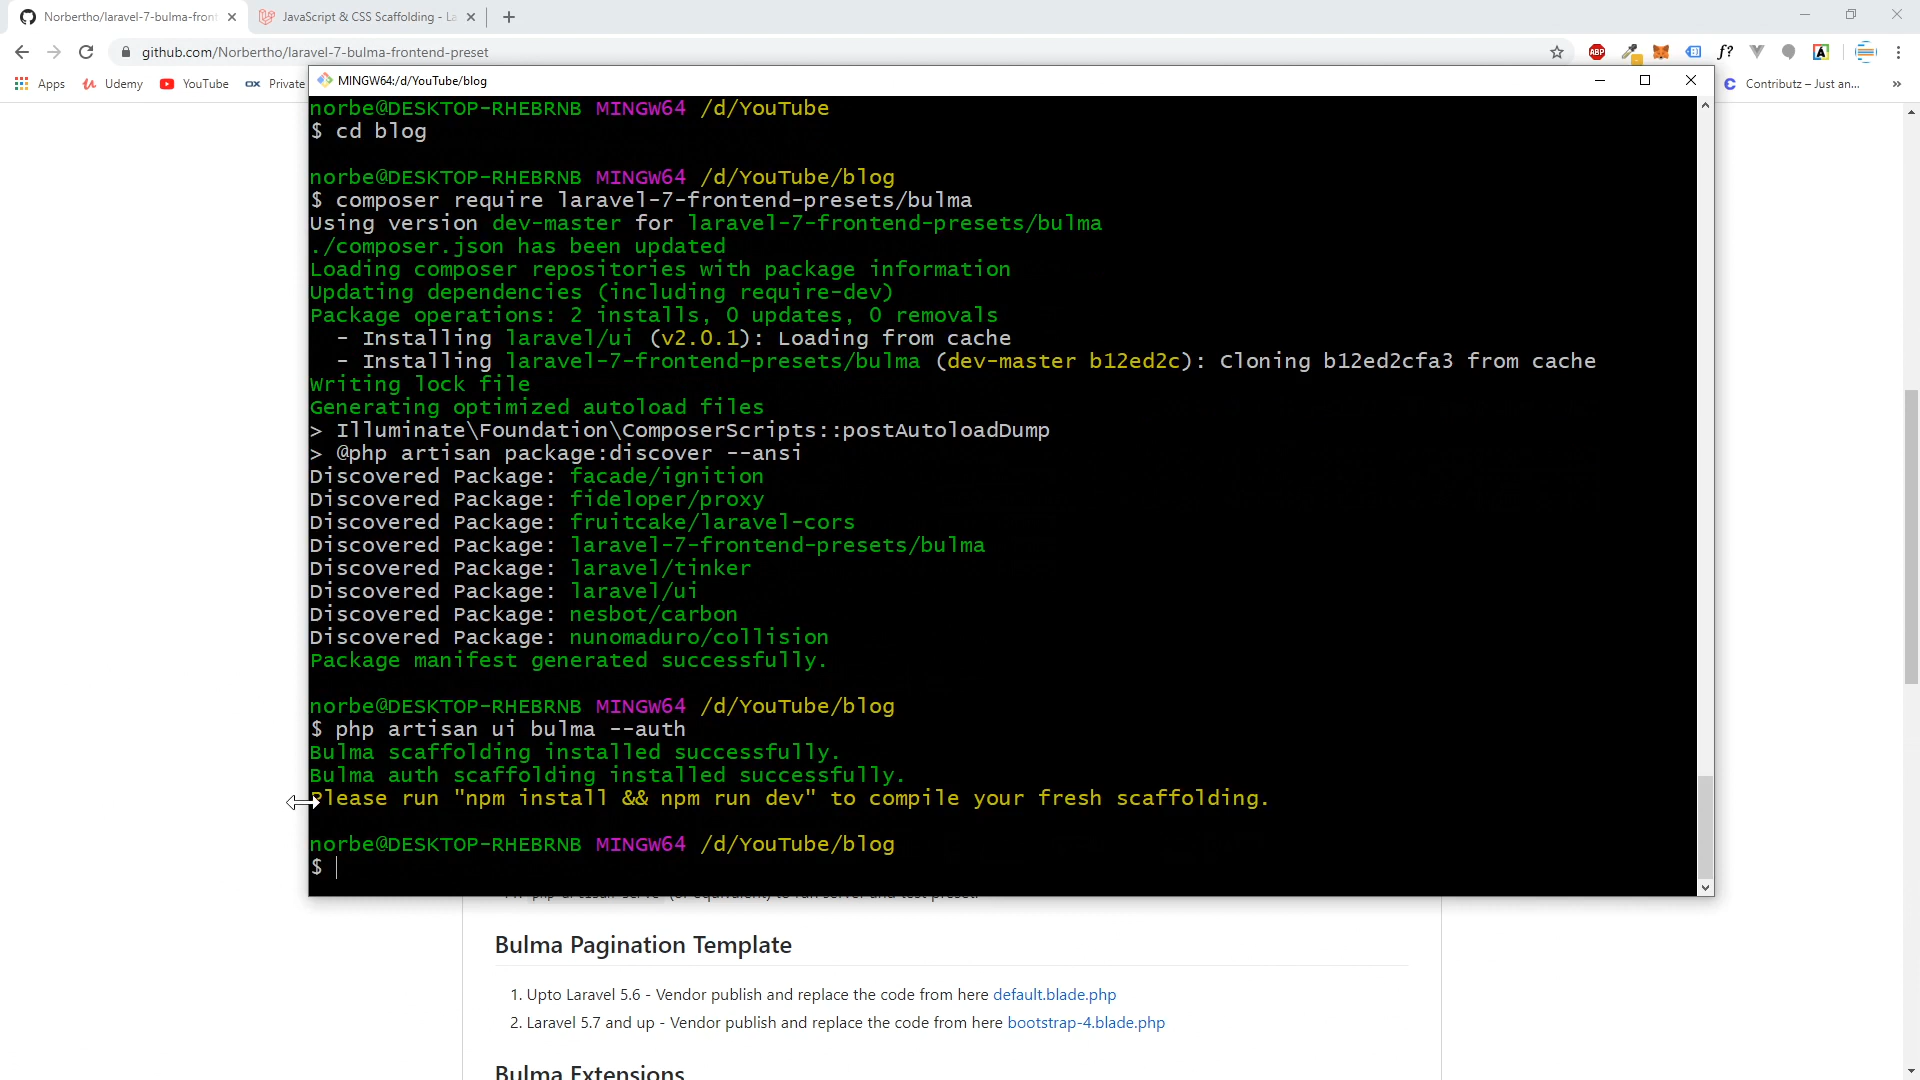 Norbertho/laravel-7-bulma-front
JavaScript & CSS Scaffolding - La
github.com/Norbertho/laravel-7-bulma-frontend-preset
Apps
Udemy
YouTube
Private
Contributz – Just an...
MINGW64:/d/YouTube/blog
norbe@DESKTOP-RHEBRNB MINGW64 /d/YouTube
$ cd blog
norbe@DESKTOP-RHEBRNB MINGW64 /d/YouTube/blog
$ composer require laravel-7-frontend-presets/bulma
Using version dev-master for laravel-7-frontend-presets/bulma
./composer.json has been updated
Loading composer repositories with package information
Updating dependencies (including require-dev)
Package operations: 2 installs, 0 updates, 0 removals
- Installing laravel/ui (v2.0.1): Loading from cache
- Installing laravel-7-frontend-presets/bulma (dev-master b12ed2c): Cloning b12ed2cfa3 from cache
Writing lock file
Generating optimized autoload files
> Illuminate\Foundation\ComposerScripts::postAutoloadDump
> @php artisan package:discover --ansi
Discovered Package: facade/ignition
Discovered Package: fideloper/proxy
Discovered Package: fruitcake/laravel-cors
Discovered Package: laravel-7-frontend-presets/bulma
Discovered Package: laravel/tinker
Discovered Package: laravel/ui
Discovered Package: nesbot/carbon
Discovered Package: nunomaduro/collision
Package manifest generated successfully.
norbe@DESKTOP-RHEBRNB MINGW64 /d/YouTube/blog
$ php artisan ui bulma --auth
Bulma scaffolding installed successfully.
Bulma auth scaffolding installed successfully.
Please run "npm install && npm run dev" to compile your fresh scaffolding.
norbe@DESKTOP-RHEBRNB MINGW64 /d/YouTube/blog
$
Bulma Pagination Template
1. Upto Laravel 5.6 - Vendor publish and replace the code from here default.blade.php
2. Laravel 5.7 and up - Vendor publish and replace the code from here bootstrap-4.blade.php
Bulma Extensions